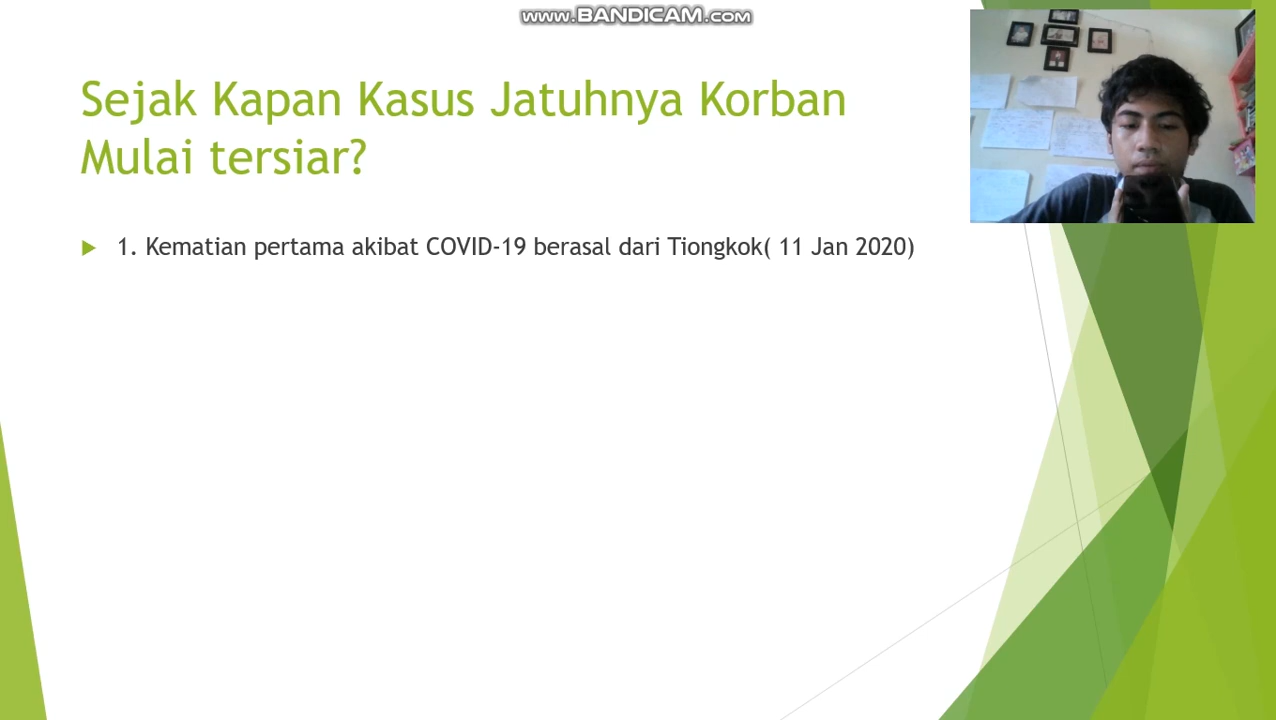 www.BANDICAM.com
Sejak Kapan Kasus Jatuhnya Korban
Mulai tersiar?
1. Kematian pertama akibat COVID-19 berasal dari Tiongkok( 11 Jan 2020)